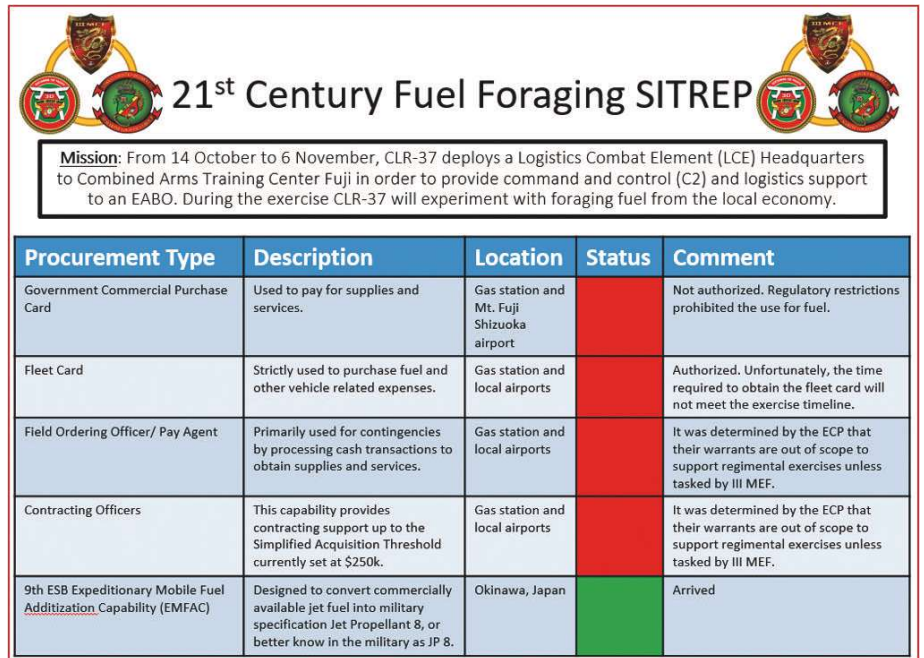 21st Century Fuel Foraging SITREP
Mission: From 14 October to 6 November, CLR-37 deploys a Logistics Combat Element (LCE) Headquarters
to Combined Arms Training Center Fuji in order to provide command and control (C2) and logistics support
to an EABO. During the exercise CLR-37 will experiment with foraging fuel from the local economy.
Procurement Type Description Location Status Comment
Government Commercial Purchase
Card
Used to pay for supplies and
services.
Gas station and
Mt. Fuji
Shizuoka
airport
Not authorized. Regulatory restrictions
prohibited the use for fuel.
Fleet Card
Strictly used to purchase fuel and
other vehicle related expenses.
Gas station and
local airports
Authorized. Unfortunately, the time
required to obtain the fleet card will
not meet the exercise timeline.
Field Ordering Officer/ Pay Agent
Primarily used for contingencies
by processing cash transactions to
obtain supplies and services.
Gas station and
local airports
It was determined by the ECP that
their warrants are out of scope to
support regimental exercises unless
tasked by III MEF.
Contracting Officers
This capability provides
contracting support up to the
Simplified Acquisition Threshold
currently set at $250k.
Gas station and
local airports
It was determined by the ECP that
their warrants are out of scope to
support regimental exercises unless
tasked by III MEF.
9th ESB Expeditionary Mobile Fuel
Additization Capability (EMFAC)
Designed to convert commercially
available jet fuel into military
specification Jet Propellant 8, or
better know in the military as JP 8.
Okinawa, Japan
Arrived